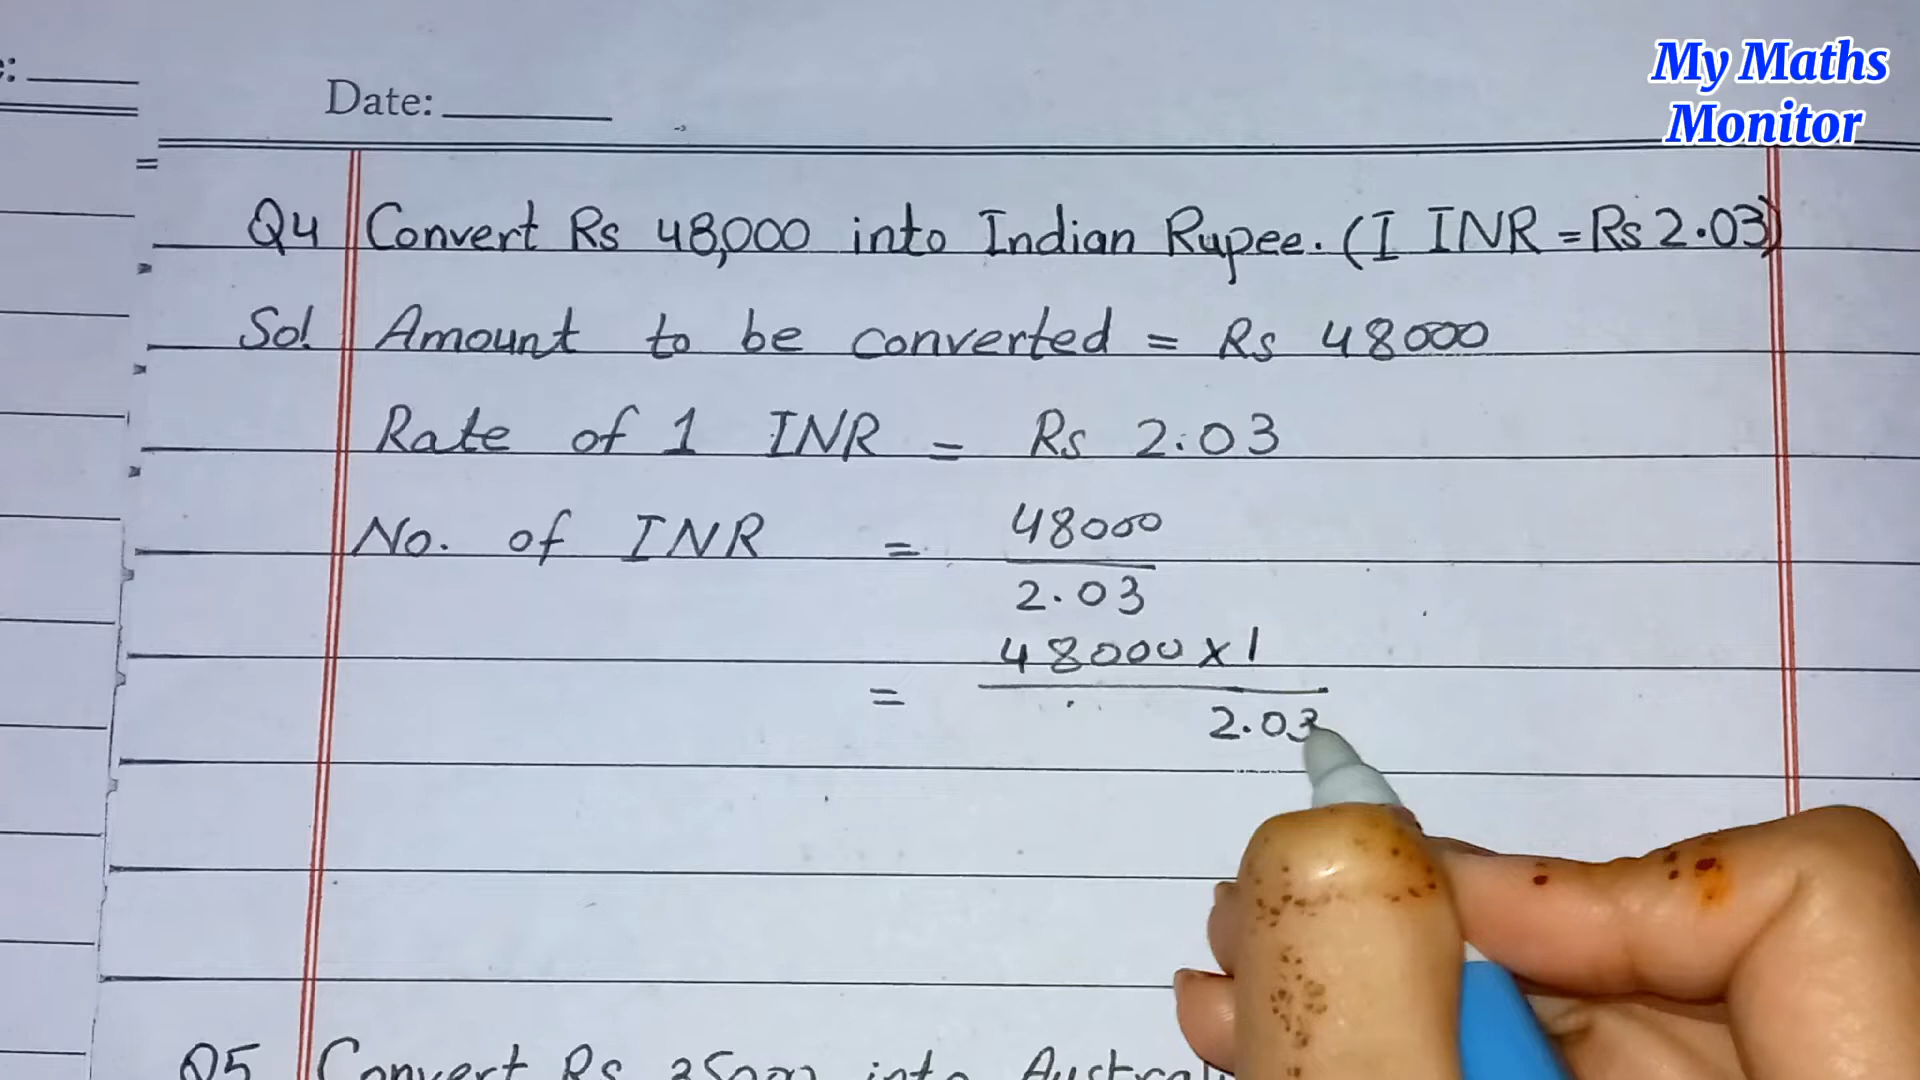 My Maths
Monitor
Date:
Q4 Convert Rs 48,000 into Indian Rupee. (I INR = Rs 2.03)
Sol Amount to be converted = Rs 48000
Rate of 1 INR = Rs 2.03
No. of INR = 48000
2.03
= 48000 x 1
2.03
Q5 Convert Rs 25000 into